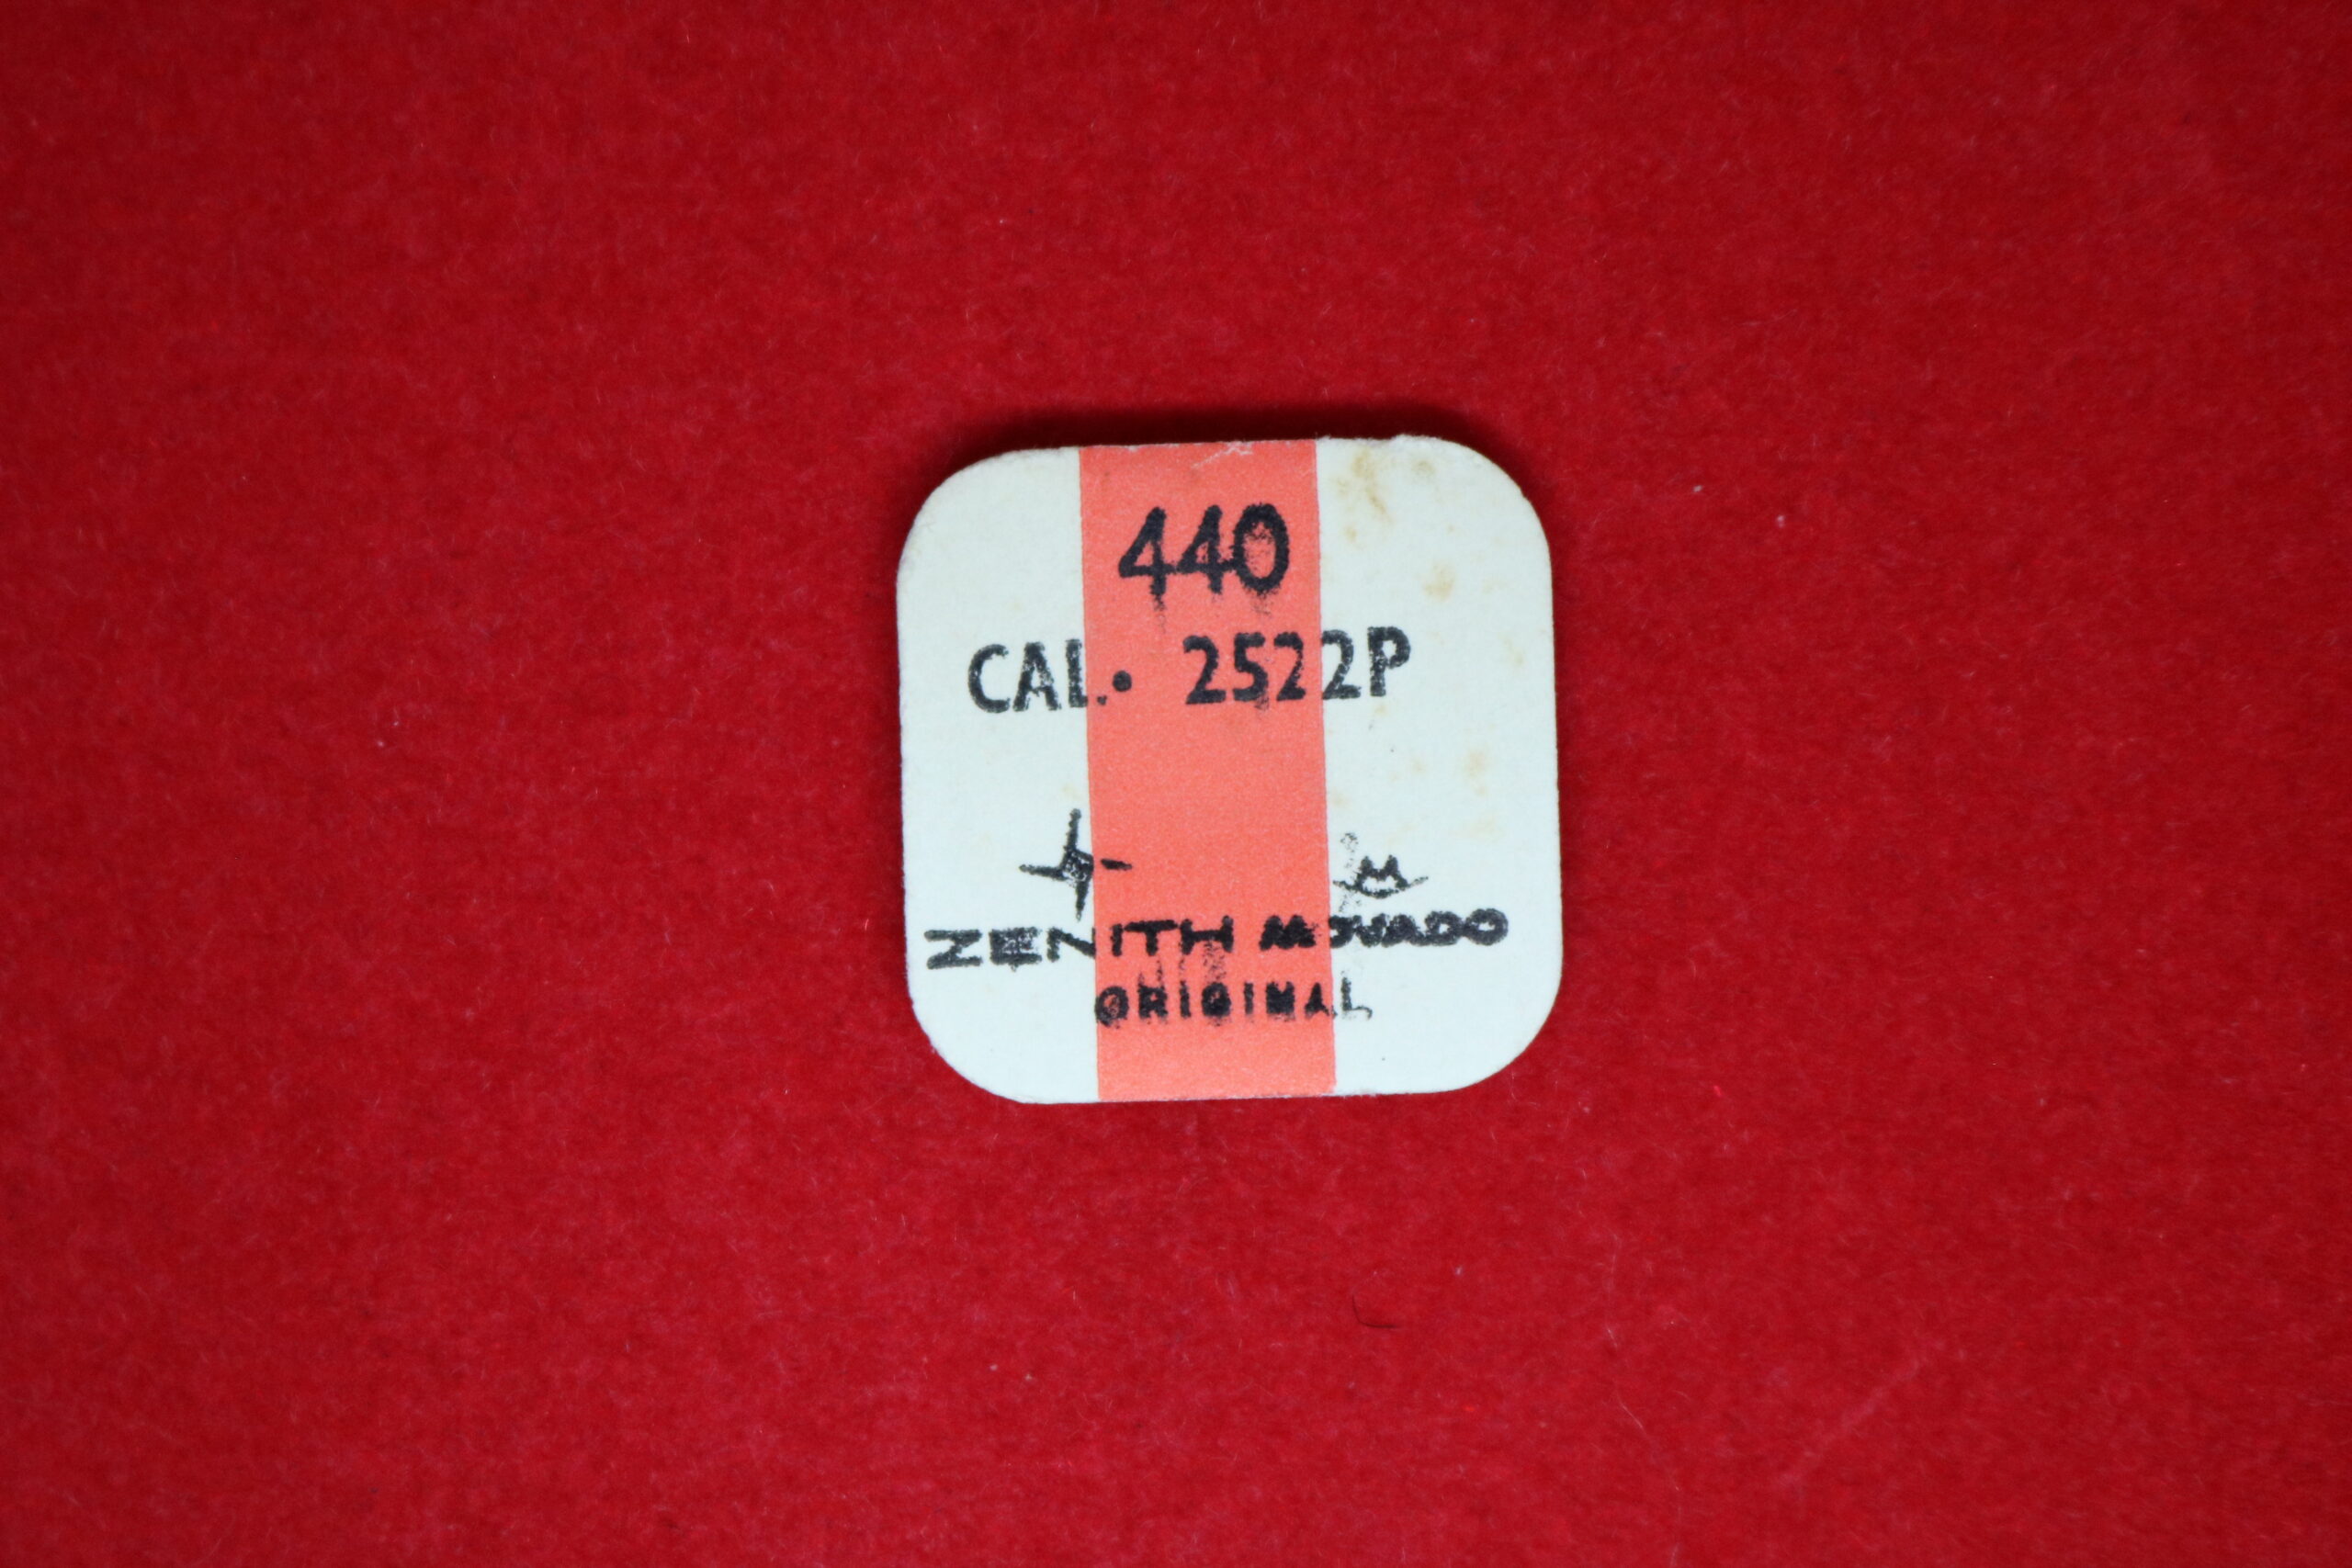 440
CAL. 2522P
ZENITH MOVADO
ORIGINAL